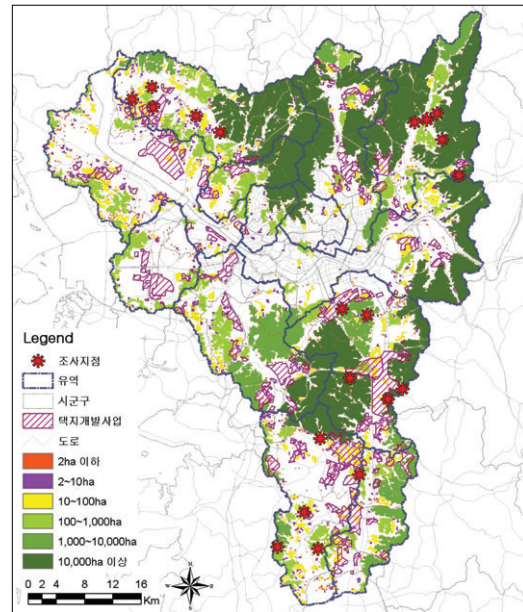 Legend
조사지점
유역
시군구
택지개발사업
도로
2ha 이하
2~10ha
10~100ha
100~1,000ha
1,000~10,000ha
10,000ha 이상
0 2 4 8 12 16
Km
N